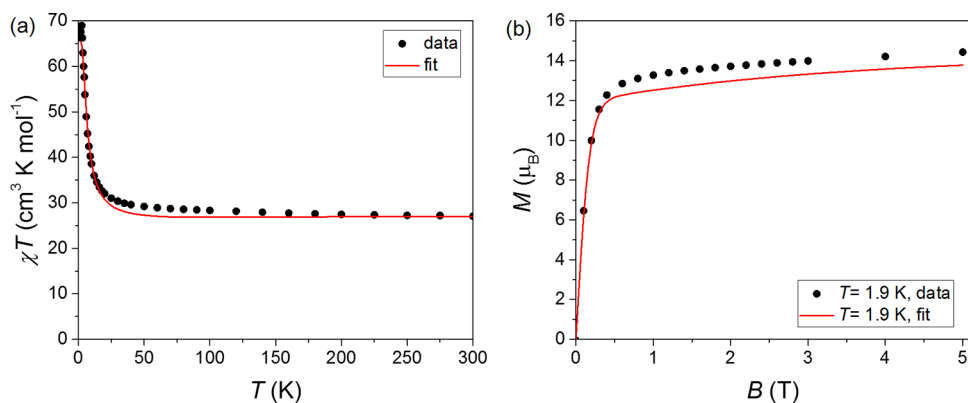 (a)
χT (cm³ K mol⁻¹)
70
60
50
40
30
20
10
0
data
fit
0 50 100 150 200 250 300
T (K)
(b)
M (μB)
16
14
12
10
8
6
4
2
0
T= 1.9 K, data
T= 1.9 K, fit
0 1 2 3 4 5
B (T)